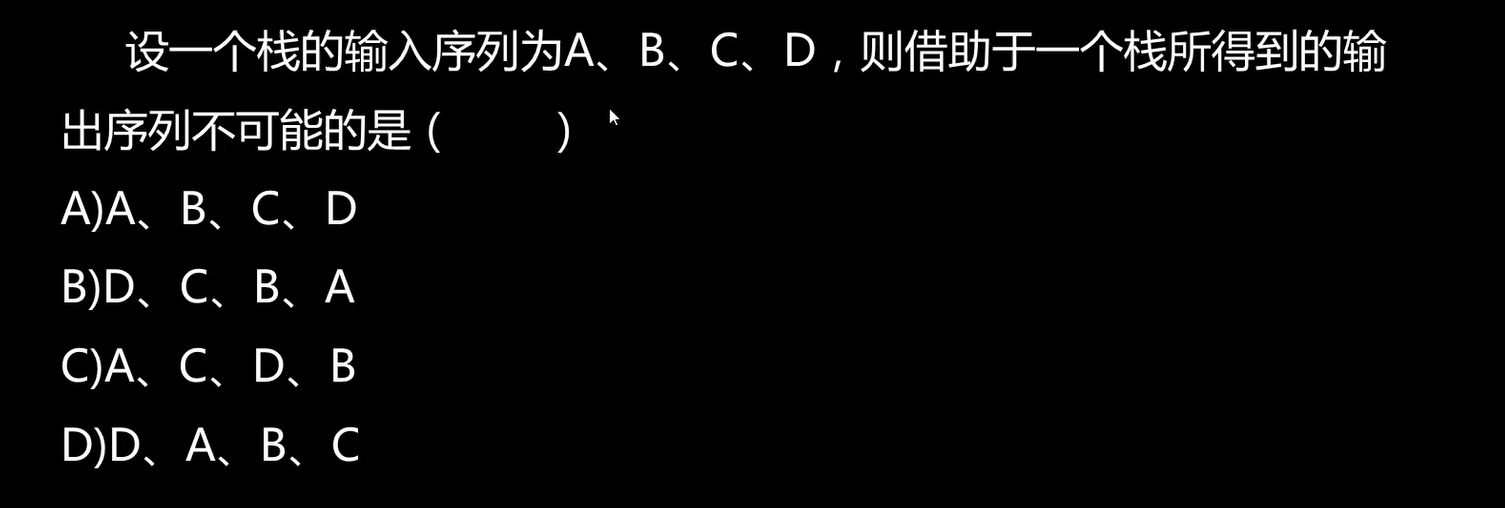 设一个栈的输入序列为A、B、C、D，则借助于一个栈所得到的输
出序列不可能的是（　　）
A)A、B、C、D
B)D、C、B、A
C)A、C、D、B
D)D、A、B、C